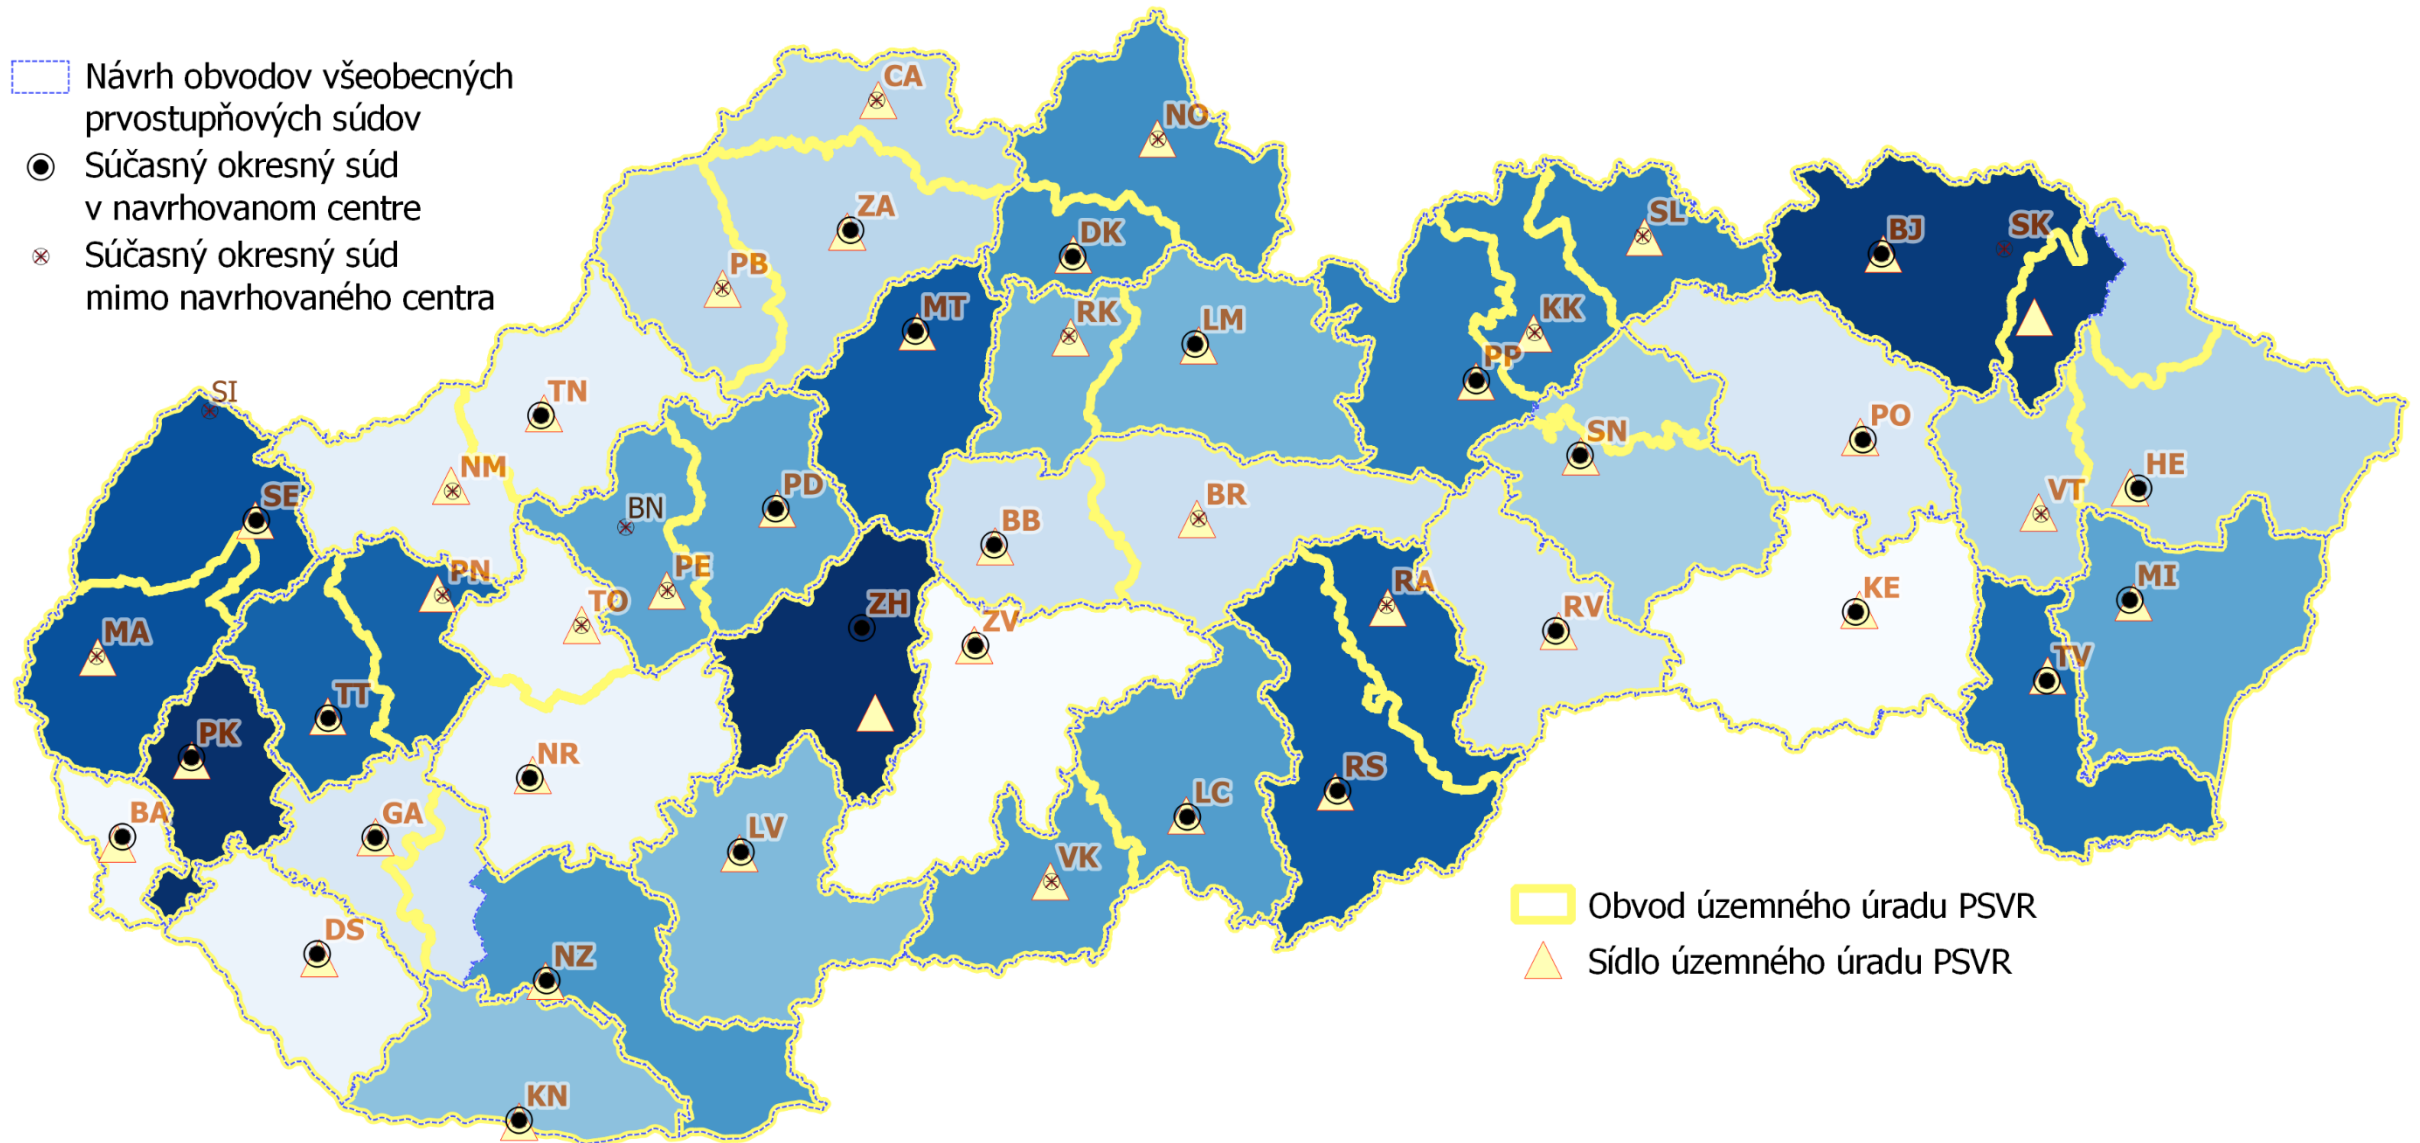 Návrh obvodov všeobecných
prvostupňových súdov
Súčasný okresný súd
v navrhovanom centre
Súčasný okresný súd
mimo navrhovaného centra
CA
NO
ZA
DK
SL
BJ
SK
PB
MT
RK
LM
KK
PP
SI
TN
SN
PO
NM
SE
BN
PD
BB
BR
VT
HE
PN
TO
PE
ZH
ZV
RA
RV
KE
MI
MA
TT
TV
PK
NR
RS
BA
GA
LV
VK
LC
DS
NZ
KN
Obvod územného úradu PSVR
Sídlo územného úradu PSVR